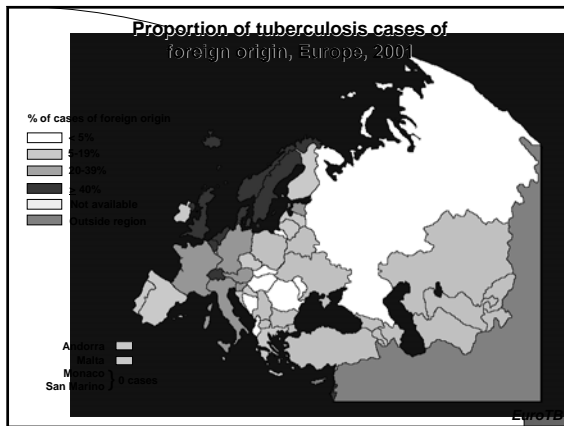 Proportion of tuberculosis cases of
foreign origin, Europe, 2001
% of cases of foreign origin
< 5%
5-19%
20-39%
≥ 40%
Not available
Outside region
Andorra
Malta
Monaco
San Marino
} 0 cases
EuroTB